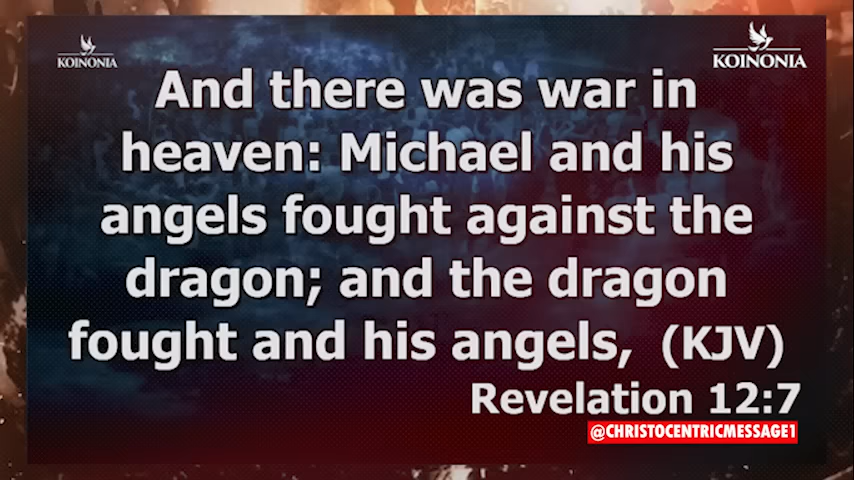 KOINONIA
KOINONIA
And there was war in
heaven: Michael and his
angels fought against the
dragon; and the dragon
fought and his angels, (KJV)
Revelation 12:7
@CHRISTOCENTRICMESSAGE1